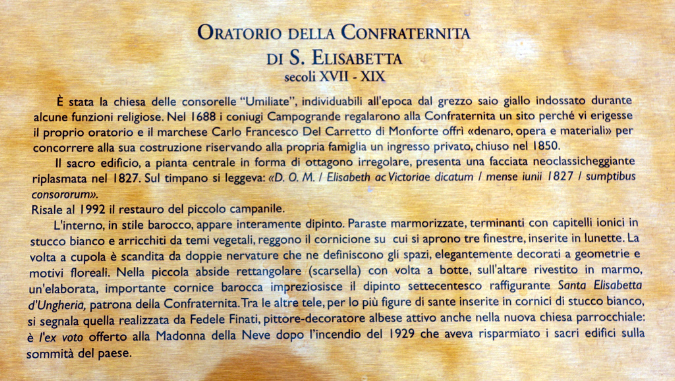 ORATORIO DELLA CONFRATERNITA
DI S. ELISABETTA
secoli XVII - XIX
È stata la chiesa delle consorelle “Umiliate”, individuabili all'epoca dal grezzo saio giallo indossato durante
alcune funzioni religiose. Nel 1688 i coniugi Campogrande regalarono alla Confraternita un sito perché vi erigesse
il proprio oratorio e il marchese Carlo Francesco Del Carretto di Monforte offrì «denaro, opera e materiali» per
concorrere alla sua costruzione riservando alla propria famiglia un ingresso privato, chiuso nel 1850.
Il sacro edificio, a pianta centrale in forma di ottagono irregolare, presenta una facciata neoclassicheggiante
riplasmata nel 1827. Sul timpano si leggeva: «D. O. M. / Elisabeth ac Victoriae dicatum / mense iunii 1827 / sumptibus
consororum».
Risale al 1992 il restauro del piccolo campanile.
L'interno, in stile barocco, appare interamente dipinto. Paraste marmorizzate, terminanti con capitelli ionici in
stucco bianco e arricchiti da temi vegetali, reggono il cornicione su cui si aprono tre finestre, inserite in lunette. La
volta a cupola è scandita da doppie nervature che ne definiscono gli spazi, elegantemente decorati a geometrie e
motivi floreali. Nella piccola abside rettangolare (scarsella) con volta a botte, sull'altare rivestito in marmo,
un'elaborata, importante cornice barocca impreziosisce il dipinto settecentesco raffigurante Santa Elisabetta
d'Ungheria, patrona della Confraternita. Tra le altre tele, per lo più figure di sante inserite in cornici di stucco bianco,
si segnala quella realizzata da Fedele Finati, pittore-decoratore albese attivo anche nella nuova chiesa parrocchiale:
è l'ex voto offerto alla Madonna della Neve dopo l'incendio del 1929 che aveva risparmiato i sacri edifici sulla
sommità del paese.